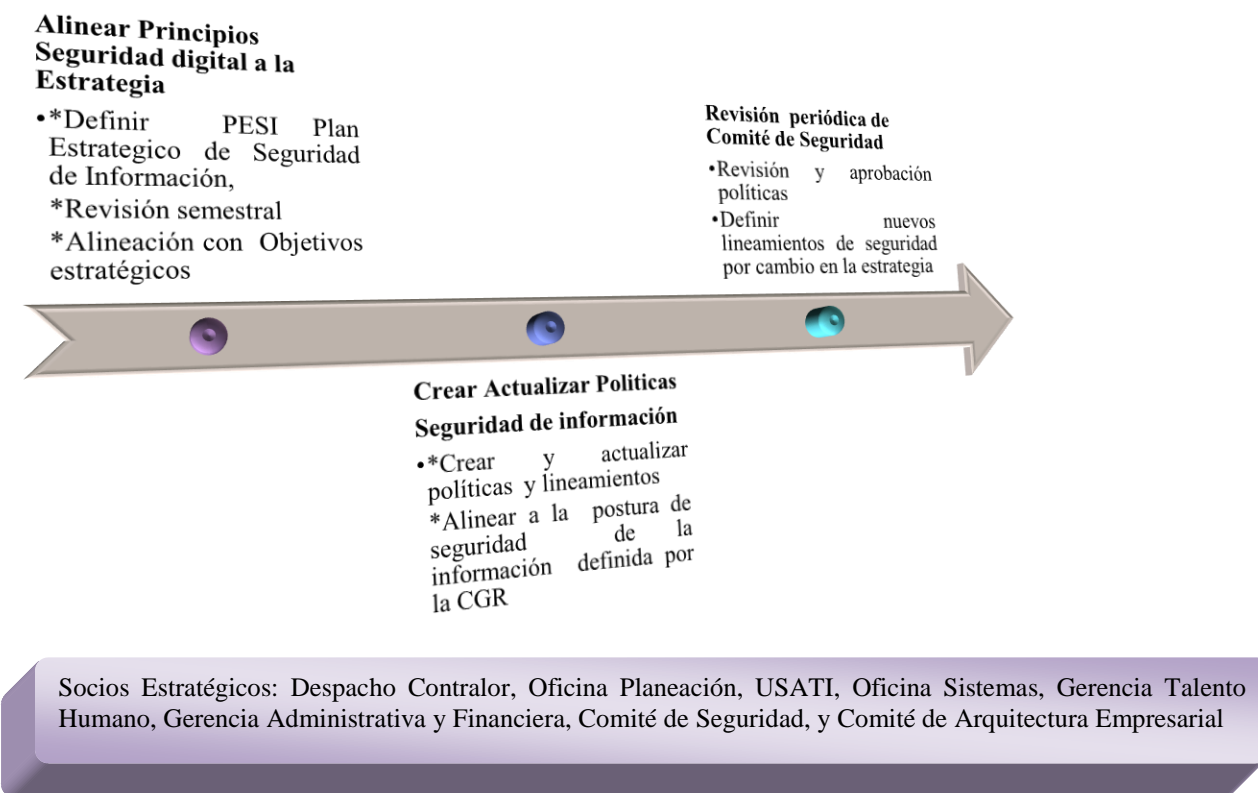 Alinear Principios
Seguridad digital a la
Estrategia
•*Definir PESI Plan
Estrategico de Seguridad
de Información,
*Revisión semestral
*Alineación con Objetivos
estratégicos
Crear Actualizar Politicas
Seguridad de información
•*Crear y actualizar
políticas y lineamientos
*Alinear a la postura de
seguridad de la
información definida por
la CGR
Revisión periódica de
Comité de Seguridad
•Revisión y aprobación
políticas
•Definir nuevos
lineamientos de seguridad
por cambio en la estrategia
Socios Estratégicos: Despacho Contralor, Oficina Planeación, USATI, Oficina Sistemas, Gerencia Talento
Humano, Gerencia Administrativa y Financiera, Comité de Seguridad, y Comité de Arquitectura Empresarial